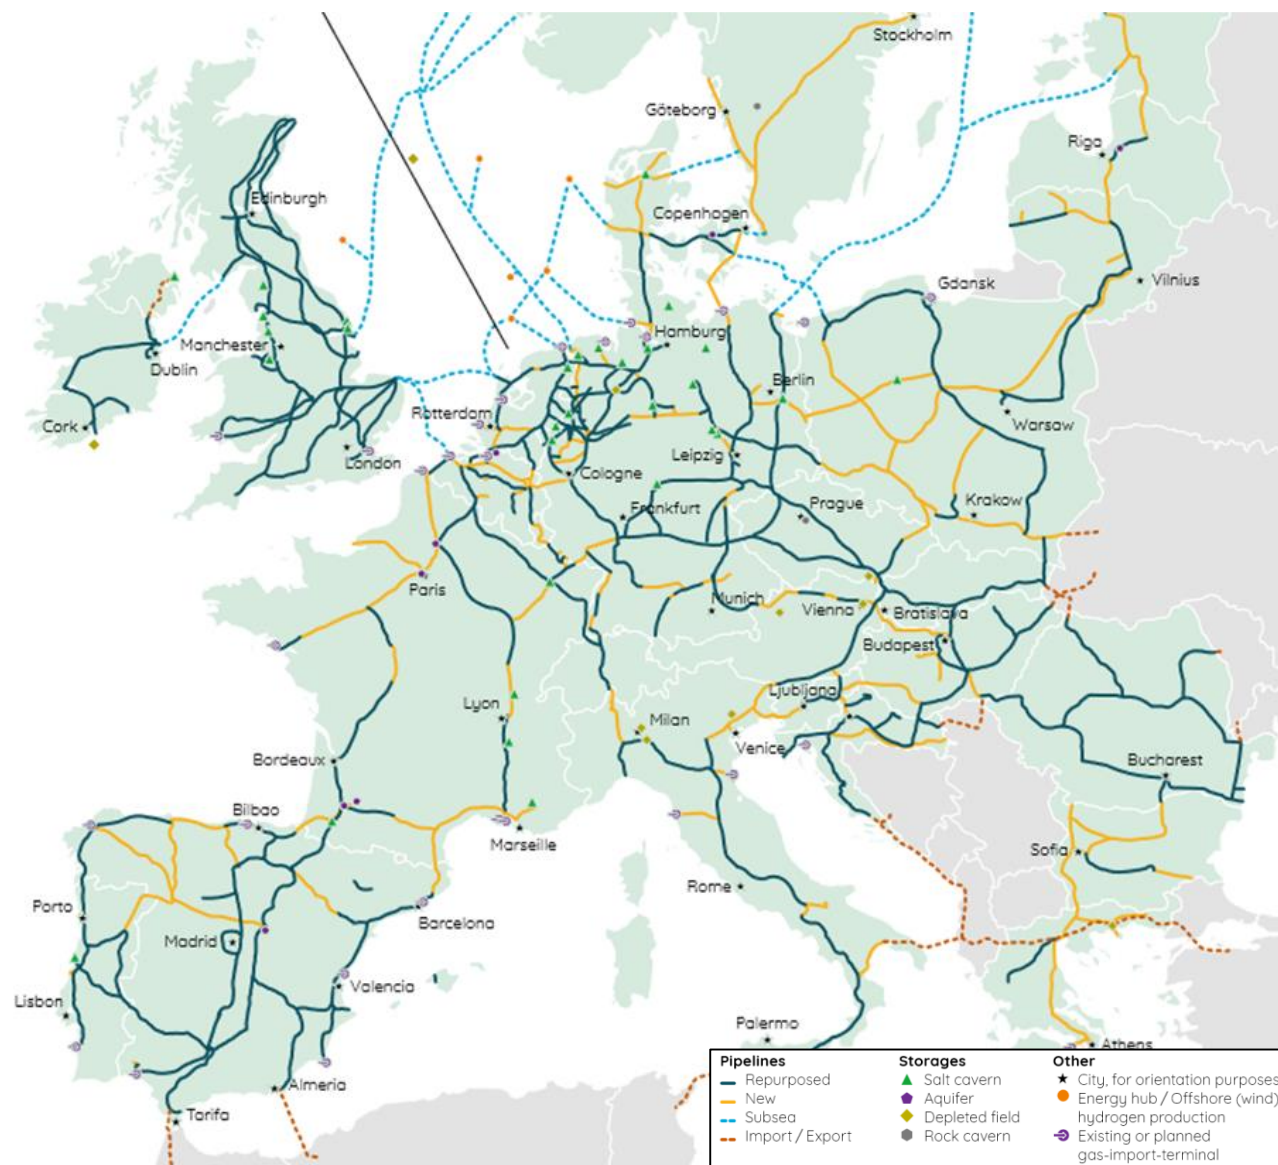 Stockholm
Göteborg
Riga
Edinburgh
Copenhagen
Vilnius
Gdansk
Hamburg
Manchester
Dublin
Berlin
Rotterdam
Warsaw
Cork
London
Leipzig
Cologne
Frankfurt
Prague
Krakow
Paris
Munich
Vienna
Bratislava
Budapest
Ljubljana
Lyon
Milan
Venice
Bordeaux
Bucharest
Bilbao
Marseille
Sofia
Rome
Porto
Barcelona
Madrid
Valencia
Lisbon
Palermo
Athens
Almeria
Tarifa
Pipelines
Repurposed
New
Subsea
Import / Export
Storages
Salt cavern
Aquifer
Depleted field
Rock cavern
Other
City, for orientation purposes
Energy hub / Offshore (wind)
hydrogen production
Existing or planned
gas-import-terminal